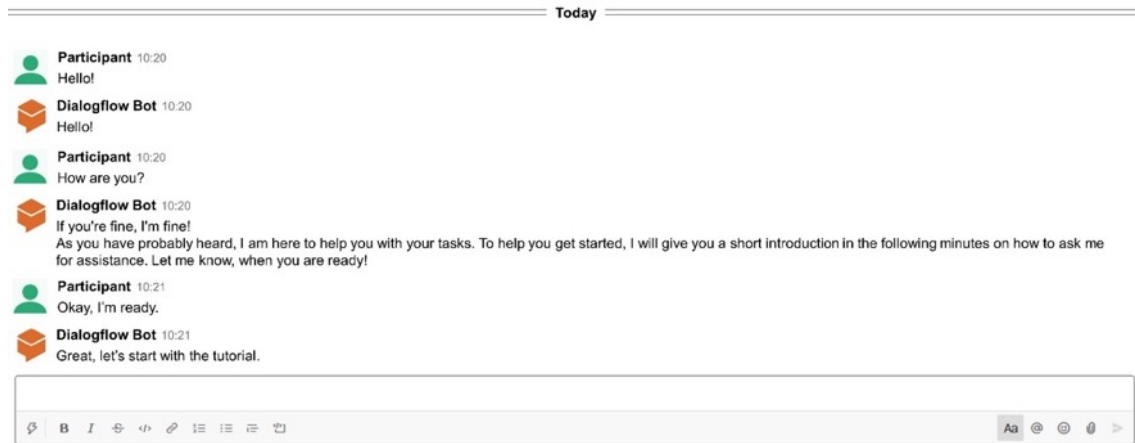 Today
Participant 10:20
Hello!
Dialogflow Bot 10:20
Hello!
Participant 10:20
How are you?
Dialogflow Bot 10:20
If you're fine, I'm fine!
As you have probably heard, I am here to help you with your tasks. To help you get started, I will give you a short introduction in the following minutes on how to ask me
for assistance. Let me know, when you are ready!
Participant 10:21
Okay, I'm ready.
Dialogflow Bot 10:21
Great, let's start with the tutorial.
B I S </> Aa @